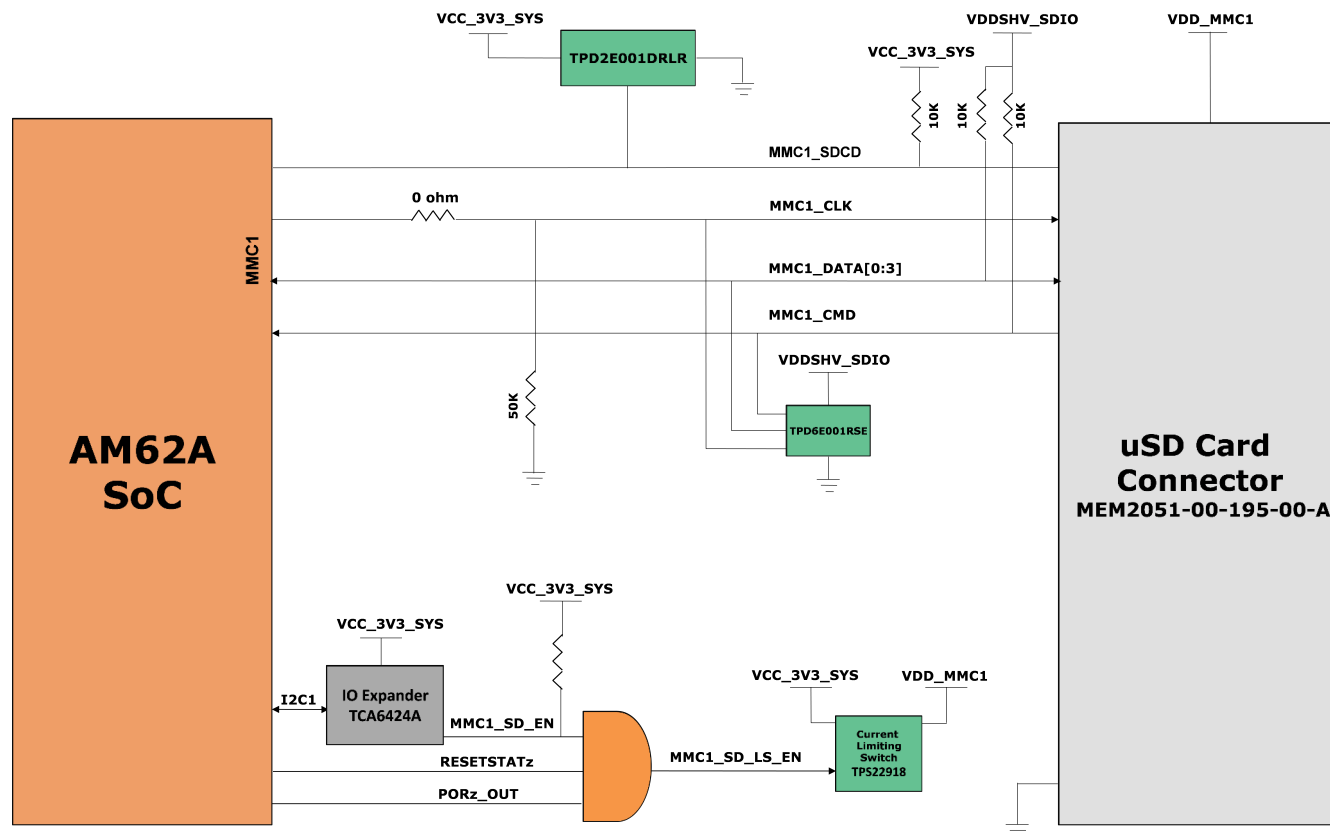 VCC_3V3_SYS
VDDSHV_SDIO
VDD_MMC1
TPD2E001DRLR
VCC_3V3_SYS
10K
10K
10K
MMC1_SDCD
0 ohm
MMC1_CLK
MMC1
MMC1_DATA[0:3]
MMC1_CMD
VDDSHV_SDIO
50K
TPD6E001RSE
AM62A
SoC
uSD Card
Connector
MEM2051-00-195-00-A
VCC_3V3_SYS
VCC_3V3_SYS
VCC_3V3_SYS
VDD_MMC1
I2C1
IO Expander
TCA6424A
MMC1_SD_EN
Current
Limiting
Switch
TPS22918
RESETSTATz
MMC1_SD_LS_EN
PORz_OUT